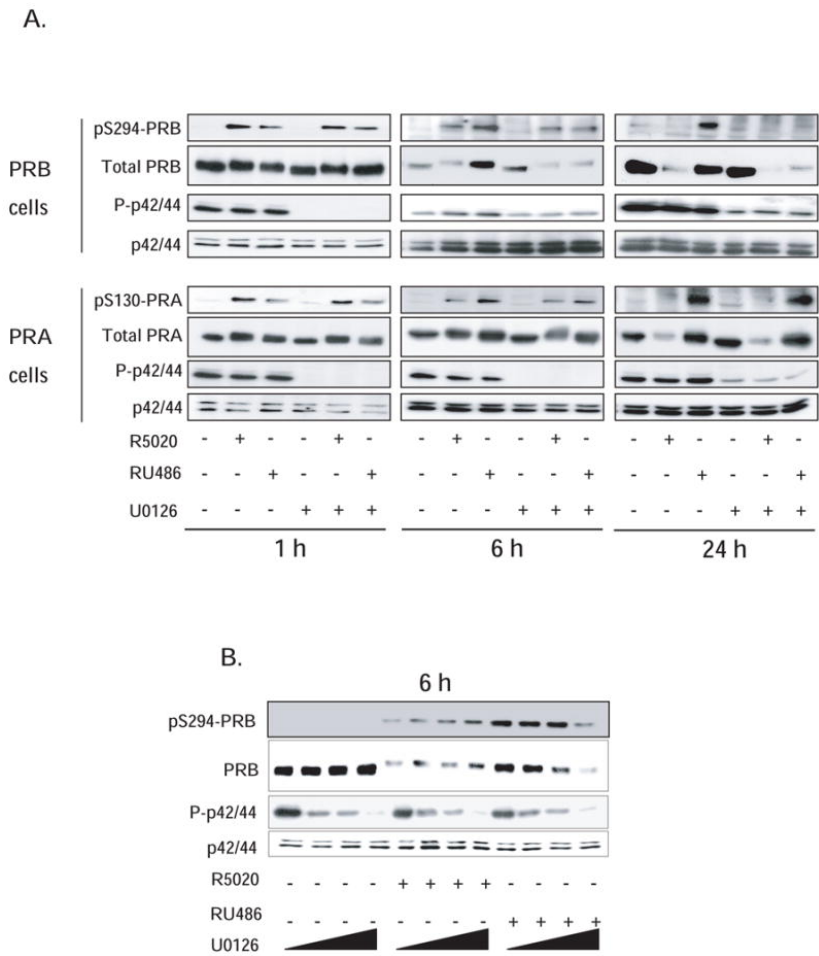 A.
pS294-PRB
PRB cells
Total PRB
P-p42/44
p42/44
pS130-PRA
PRA cells
Total PRA
P-p42/44
p42/44
R5020 - + - - + - - + - - + - - + - - + -
RU486 - - + - - + - - + - - + - - + - - +
U0126 - - - + + + - - - + + + - - - + + +
1 h 6 h 24 h
B.
6 h
pS294-PRB
PRB
P-p42/44
p42/44
R5020 - - - - + + + + - - - -
RU486 - - - - - - - - + + + +
U0126